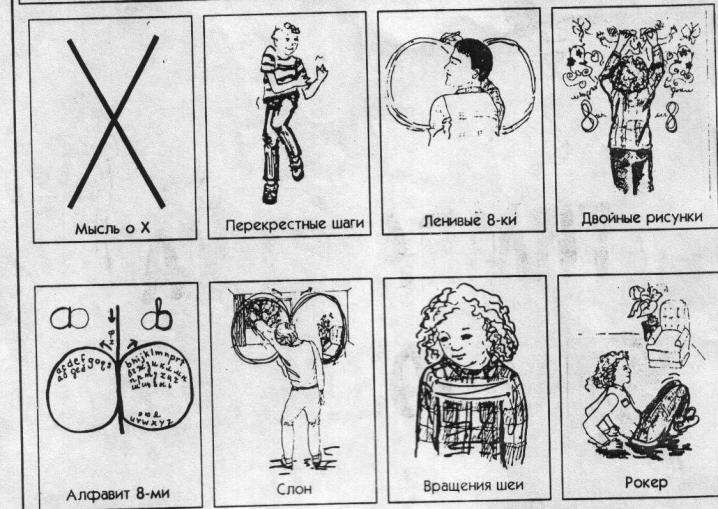 Мысль о X
Перекрестные шаги
Ленивые 8-ки
Двойные рисунки
Алфавит 8-ми
Слон
Вращения шеи
Рокер